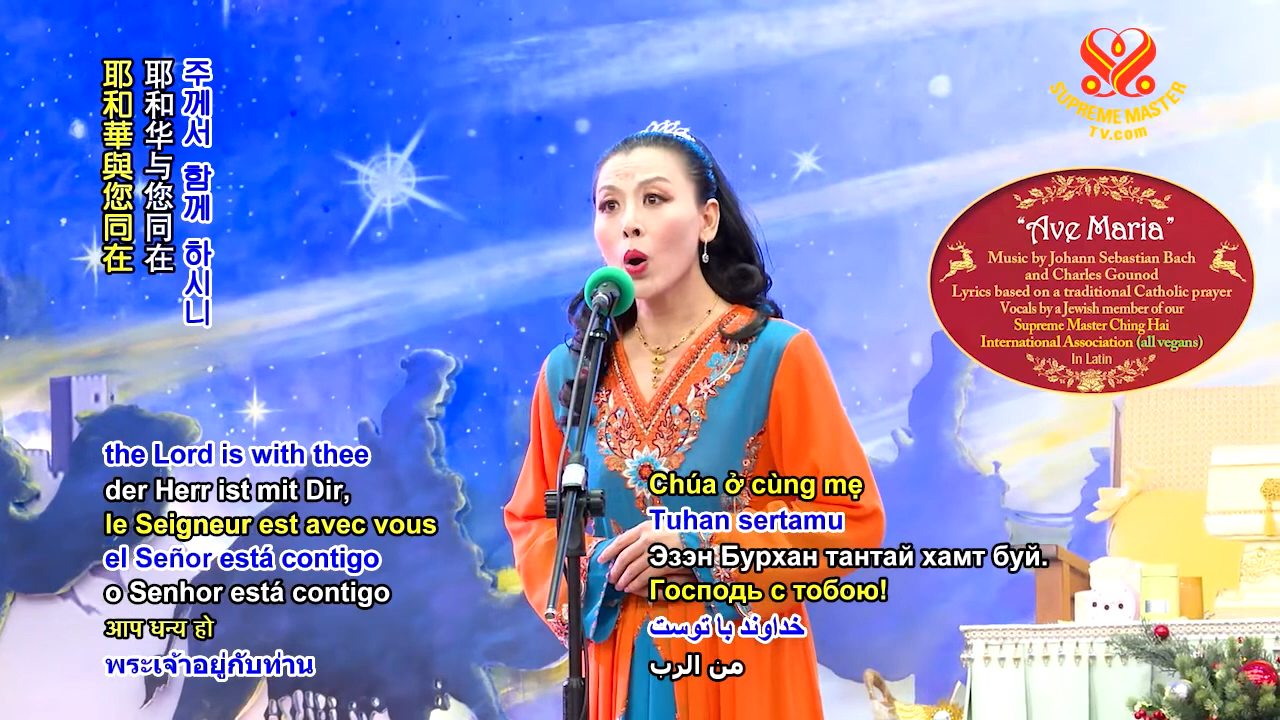 耶和華與您同在
耶和华与您同在
주께서 함께 하시니
SUPREME MASTER
TV.com
“Ave Maria”
Music by Johann Sebastian Bach
and Charles Gounod
Lyrics based on a traditional Catholic prayer
Vocals by a Jewish member of our
Supreme Master Ching Hai
International Association (all vegans)
In Latin
the Lord is with thee
der Herr ist mit Dir,
le Seigneur est avec vous
el Señor está contigo
o Senhor está contigo
आप धन्य हो
พระเจ้าอยู่กับท่าน
Chúa ở cùng mẹ
Tuhan sertamu
Эзэн Бурхан тантай хамт буй.
Господь с тобою!
خداوند با توست
من الرب